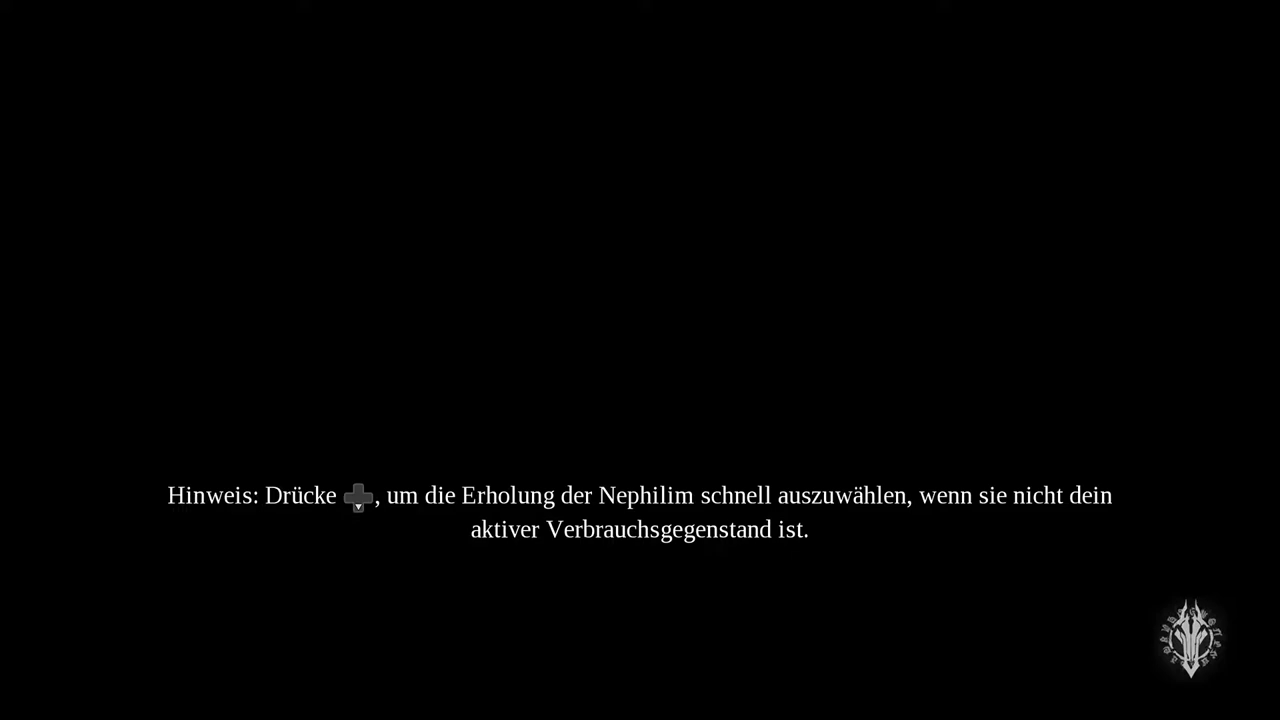 Hinweis: Drücke , um die Erholung der Nephilim schnell auszuwählen, wenn sie nicht dein
aktiver Verbrauchsgegenstand ist.